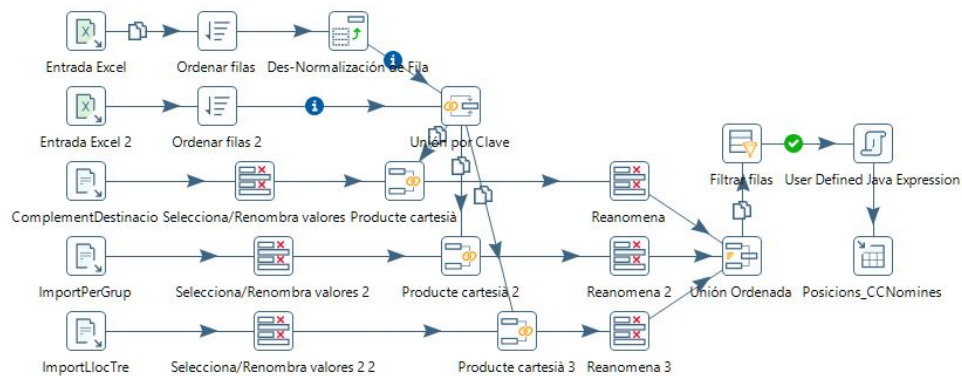 Entrada Excel
Ordenar filas
Des-Normalización de Fila
Entrada Excel 2
Ordenar filas 2
Unión por Clave
Filtrar filas
User Defined Java Expression
ComplementDestinacio
Selecciona/Renombra valores
Producte cartesià
Reanomena
ImportPerGrup
Selecciona/Renombra valores 2
Producte cartesià 2
Reanomena 2
Unión Ordenada
Posicions_CCNomines
ImportLlocTre
Selecciona/Renombra valores 2 2
Producte cartesià 3
Reanomena 3